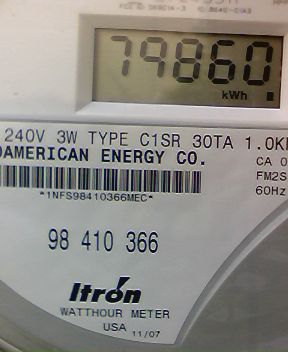 79860
kWh
240V 3W TYPE C1SR 30TA
AMERICAN ENERGY CO.
CA
FM2S
60Hz
*1NFS98410366MEC*
98 410 366
Itrón
WATTHOUR METER
USA 11/07